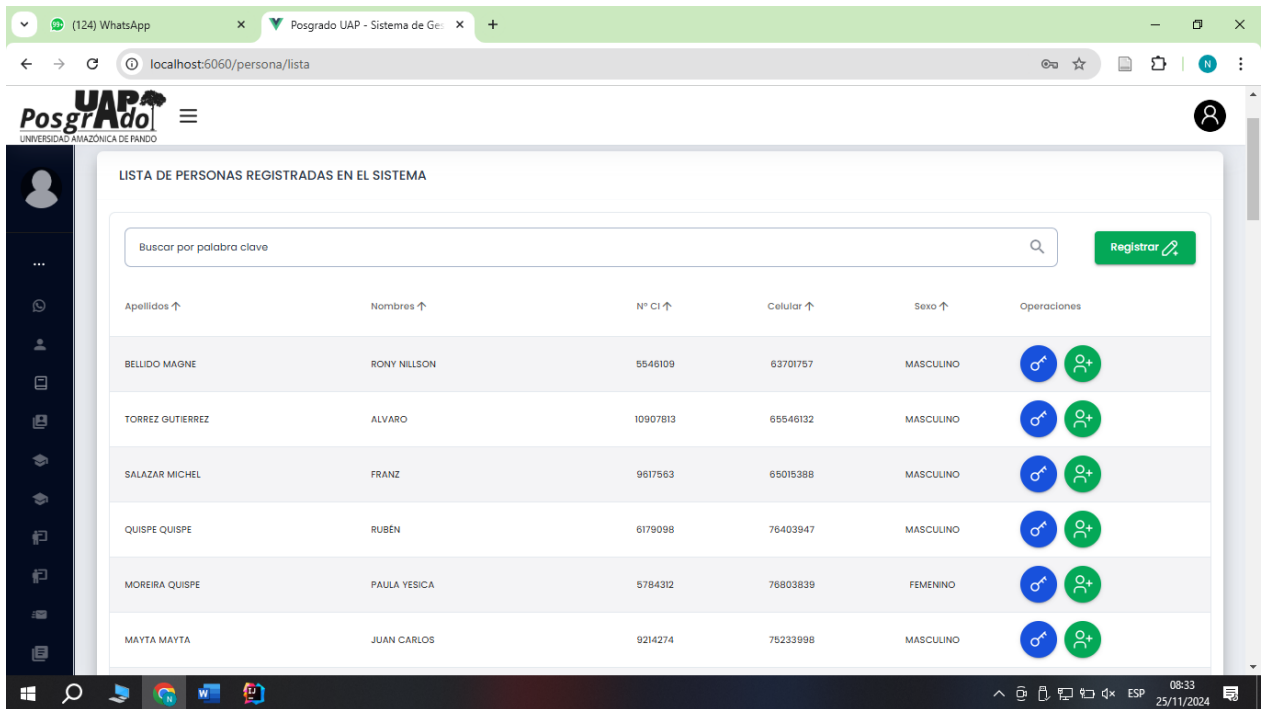 (124) WhatsApp
Posgrado UAP - Sistema de Ges
localhost:6060/persona/lista
N
UAP
PosgrAdo
UNIVERSIDAD AMAZÓNICA DE PANDO
LISTA DE PERSONAS REGISTRADAS EN EL SISTEMA
Buscar por palabra clave
Registrar
Apellidos Nombres N° CI Celular Sexo Operaciones
BELLIDO MAGNE RONY NILLSON 5546109 63701757 MASCULINO
TORREZ GUTIERREZ ALVARO 10907813 65546132 MASCULINO
SALAZAR MICHEL FRANZ 9617563 65015388 MASCULINO
QUISPE QUISPE RUBÉN 6179098 76403947 MASCULINO
MOREIRA QUISPE PAULA YESICA 5784312 76803839 FEMENINO
MAYTA MAYTA JUAN CARLOS 9214274 75233998 MASCULINO
ESP
08:33
25/11/2024